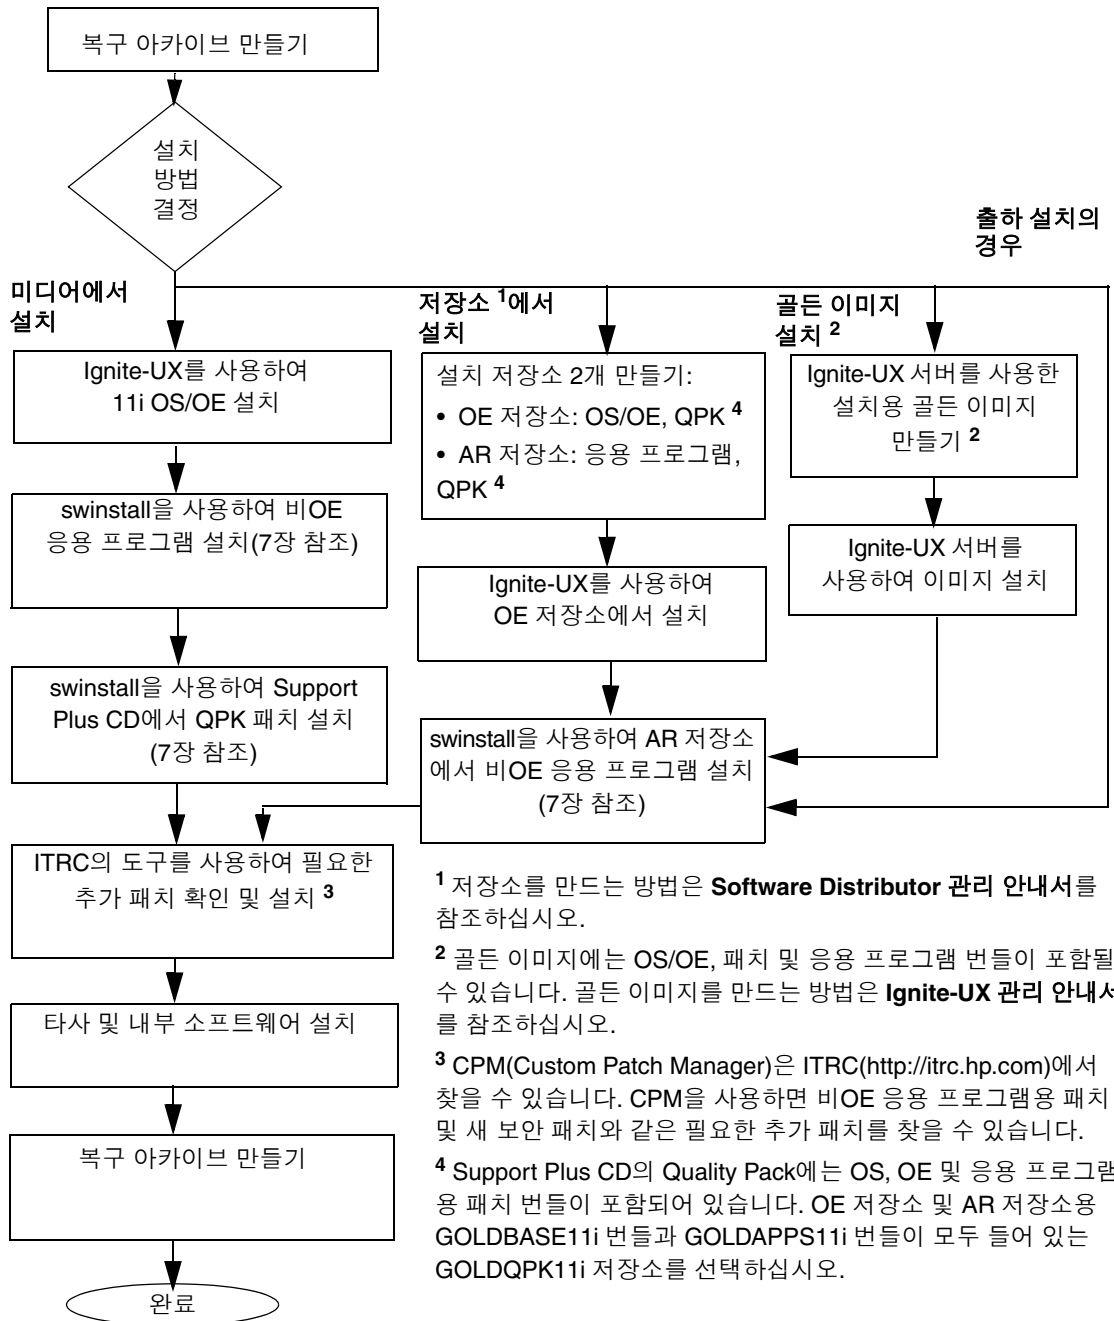 복구 아카이브 만들기
설치
방법
결정
출하 설치의
경우
미디어에서
설치
저장소 1에서
설치
골든 이미지
설치 2
Ignite-UX를 사용하여
11i OS/OE 설치
설치 저장소 2개 만들기:
• OE 저장소: OS/OE, QPK 4
• AR 저장소: 응용 프로그램,
QPK 4
Ignite-UX 서버를 사용한
설치용 골든 이미지
만들기 2
swinstall을 사용하여 비OE
응용 프로그램 설치(7장 참조)
Ignite-UX를 사용하여
OE 저장소에서 설치
Ignite-UX 서버를
사용하여 이미지 설치
swinstall을 사용하여 Support
Plus CD에서 QPK 패치 설치
(7장 참조)
swinstall을 사용하여 AR 저장소
에서 비OE 응용 프로그램 설치
(7장 참조)
ITRC의 도구를 사용하여 필요한
추가 패치 확인 및 설치 3
타사 및 내부 소프트웨어 설치
복구 아카이브 만들기
완료
1 저장소를 만드는 방법은 Software Distributor 관리 안내서를
참조하십시오.
2 골든 이미지에는 OS/OE, 패치 및 응용 프로그램 번들이 포함될
수 있습니다. 골든 이미지를 만드는 방법은 Ignite-UX 관리 안내서
를 참조하십시오.
3 CPM(Custom Patch Manager)은 ITRC(http://itrc.hp.com)에서
찾을 수 있습니다. CPM을 사용하면 비OE 응용 프로그램용 패치
및 새 보안 패치와 같은 필요한 추가 패치를 찾을 수 있습니다.
4 Support Plus CD의 Quality Pack에는 OS, OE 및 응용 프로그램
용 패치 번들이 포함되어 있습니다. OE 저장소 및 AR 저장소용
GOLDBASE11i 번들과 GOLDAPPS11i 번들이 모두 들어 있는
GOLDQPK11i 저장소를 선택하십시오.